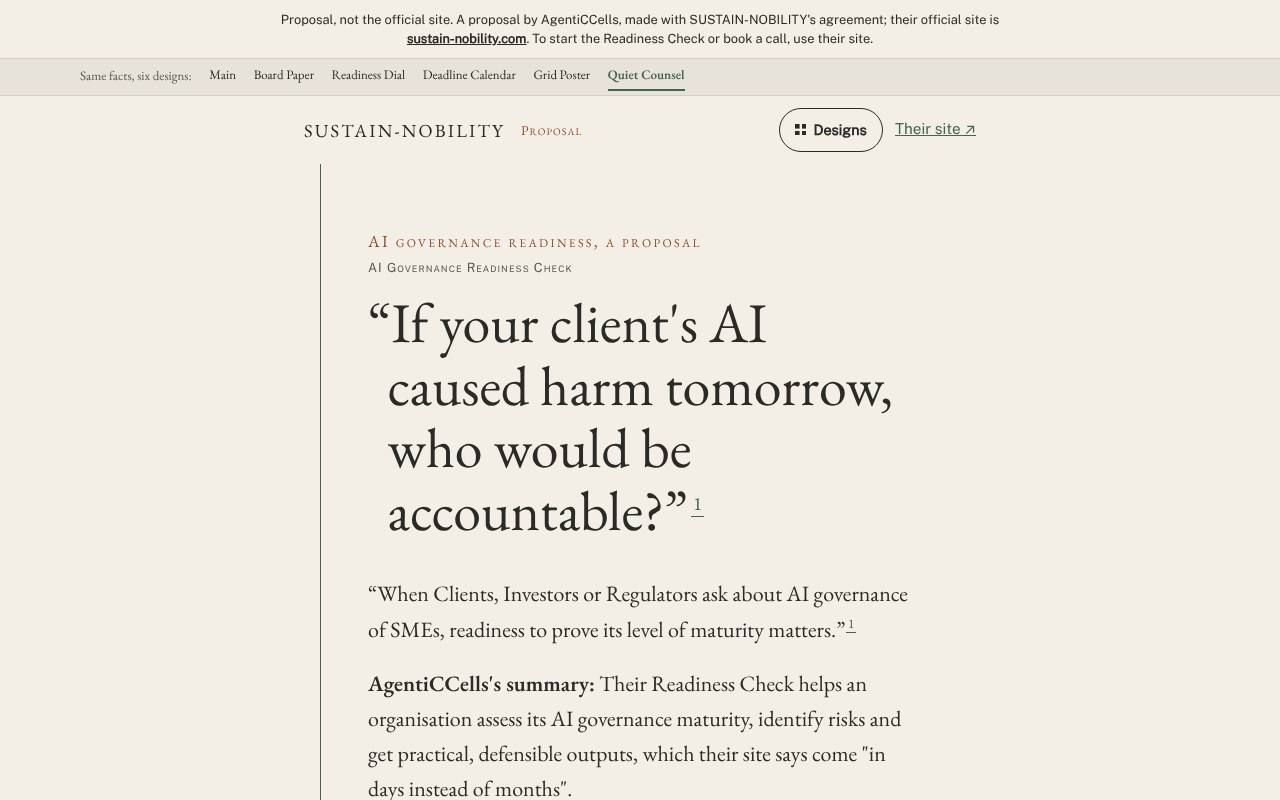 Proposal, not the official site. A proposal by AgentiCCells, made with SUSTAIN-NOBILITY's agreement; their official site is
sustain-nobility.com. To start the Readiness Check or book a call, use their site.
Same facts, six designs: Main Board Paper Readiness Dial Deadline Calendar Grid Poster Quiet Counsel
SUSTAIN-NOBILITY Proposal Designs Their site ↗
AI governance readiness, a proposal
AI Governance Readiness Check
“If your client's AI
caused harm tomorrow,
who would be
accountable?” 1
“When Clients, Investors or Regulators ask about AI governance
of SMEs, readiness to prove its level of maturity matters.” 1
AgentiCCells's summary: Their Readiness Check helps an
organisation assess its AI governance maturity, identify risks and
get practical, defensible outputs, which their site says come "in
days instead of months".